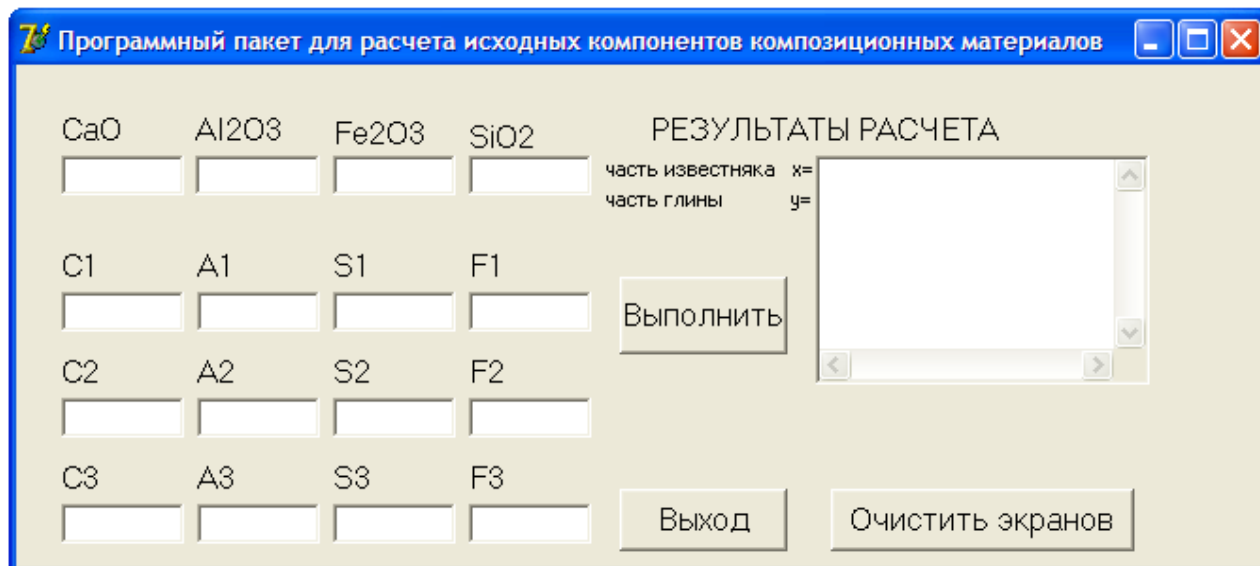 Программный пакет для расчета исходных компонентов композиционных материалов
CaO Al2O3 Fe2O3 SiO2 РЕЗУЛЬТАТЫ РАСЧЕТА
часть известняка x=
часть глины y=
C1 A1 S1 F1
Выполнить
C2 A2 S2 F2
C3 A3 S3 F3
Выход Очистить экранов